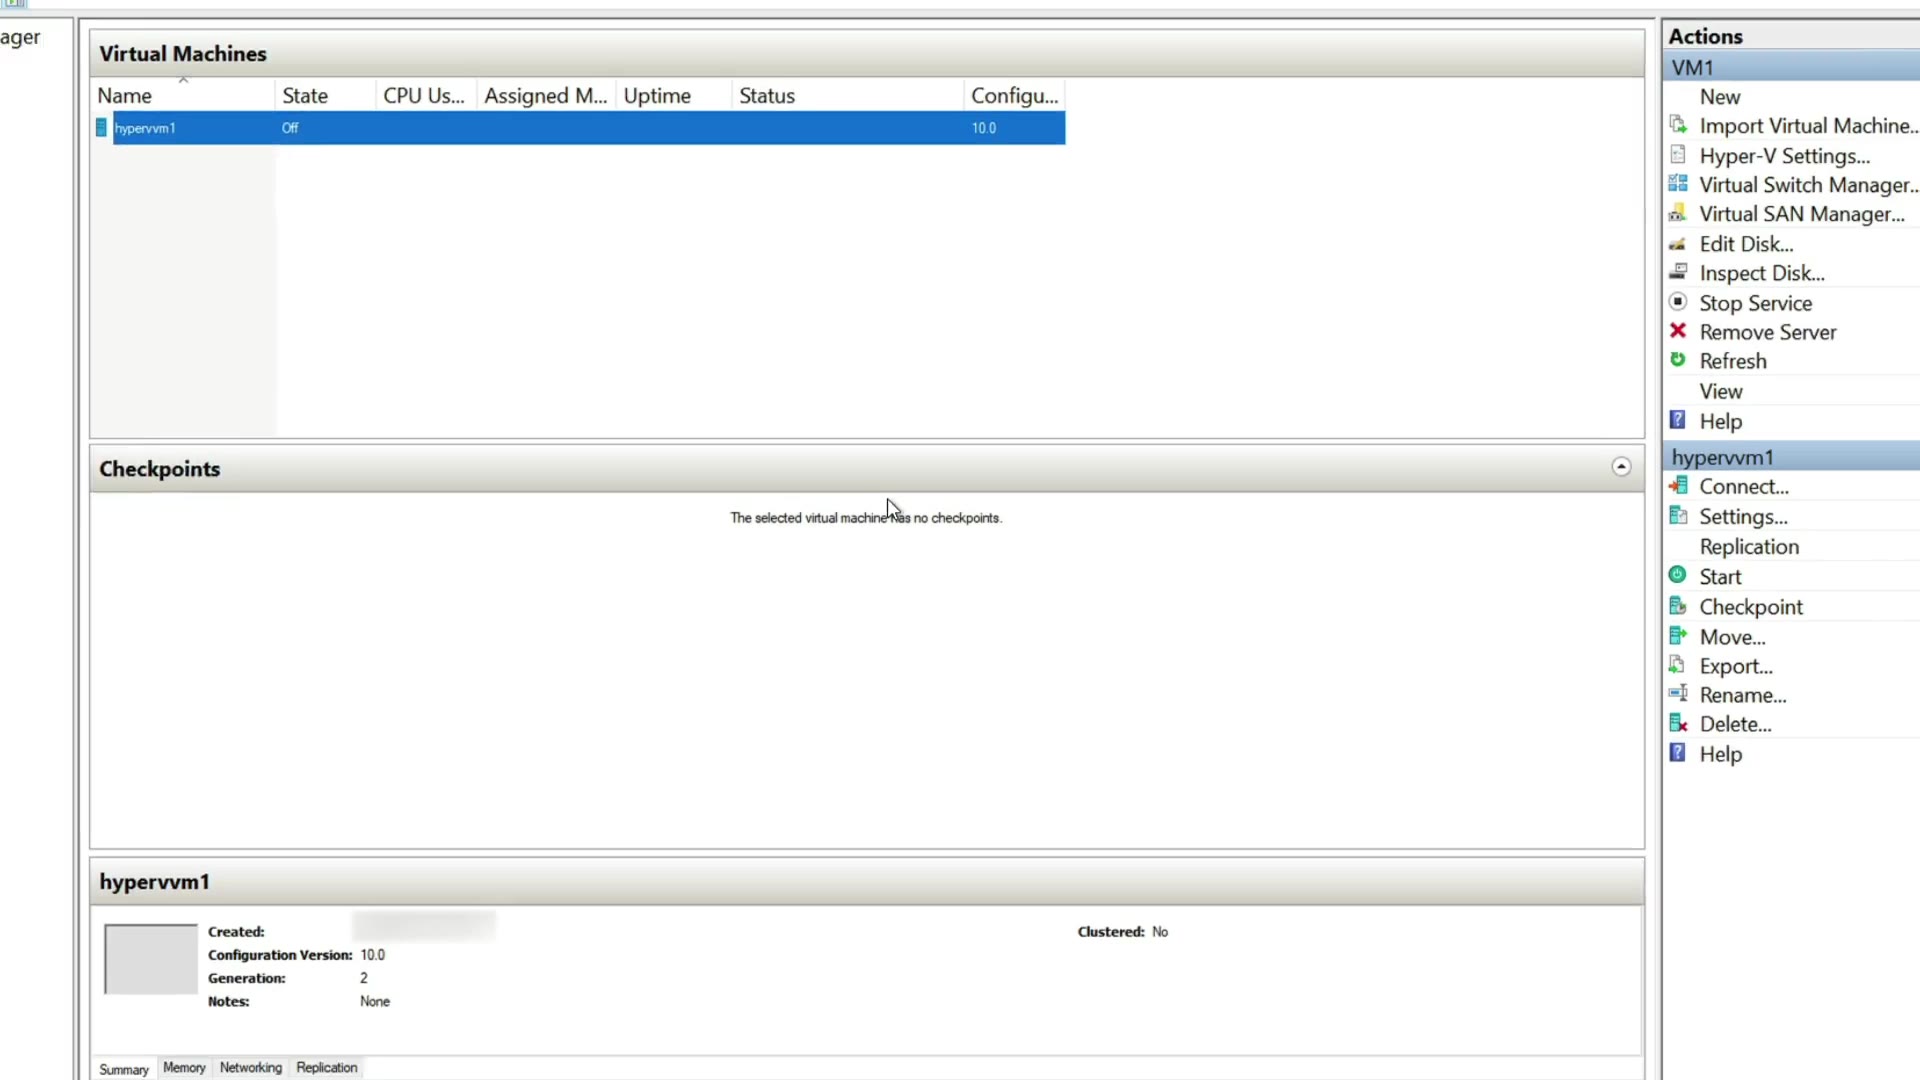 ager
Virtual Machines
Name State CPU Us... Assigned M... Uptime Status Configu...
hypervvm1 Off 10.0
Checkpoints
The selected virtual machine has no checkpoints.
hypervvm1
Created:
Clustered: No
Configuration Version: 10.0
Generation: 2
Notes: None
Summary Memory Networking Replication
Actions
VM1
New
Import Virtual Machine...
Hyper-V Settings...
Virtual Switch Manager...
Virtual SAN Manager...
Edit Disk...
Inspect Disk...
Stop Service
Remove Server
Refresh
View
Help
hypervvm1
Connect...
Settings...
Replication
Start
Checkpoint
Move...
Export...
Rename...
Delete...
Help